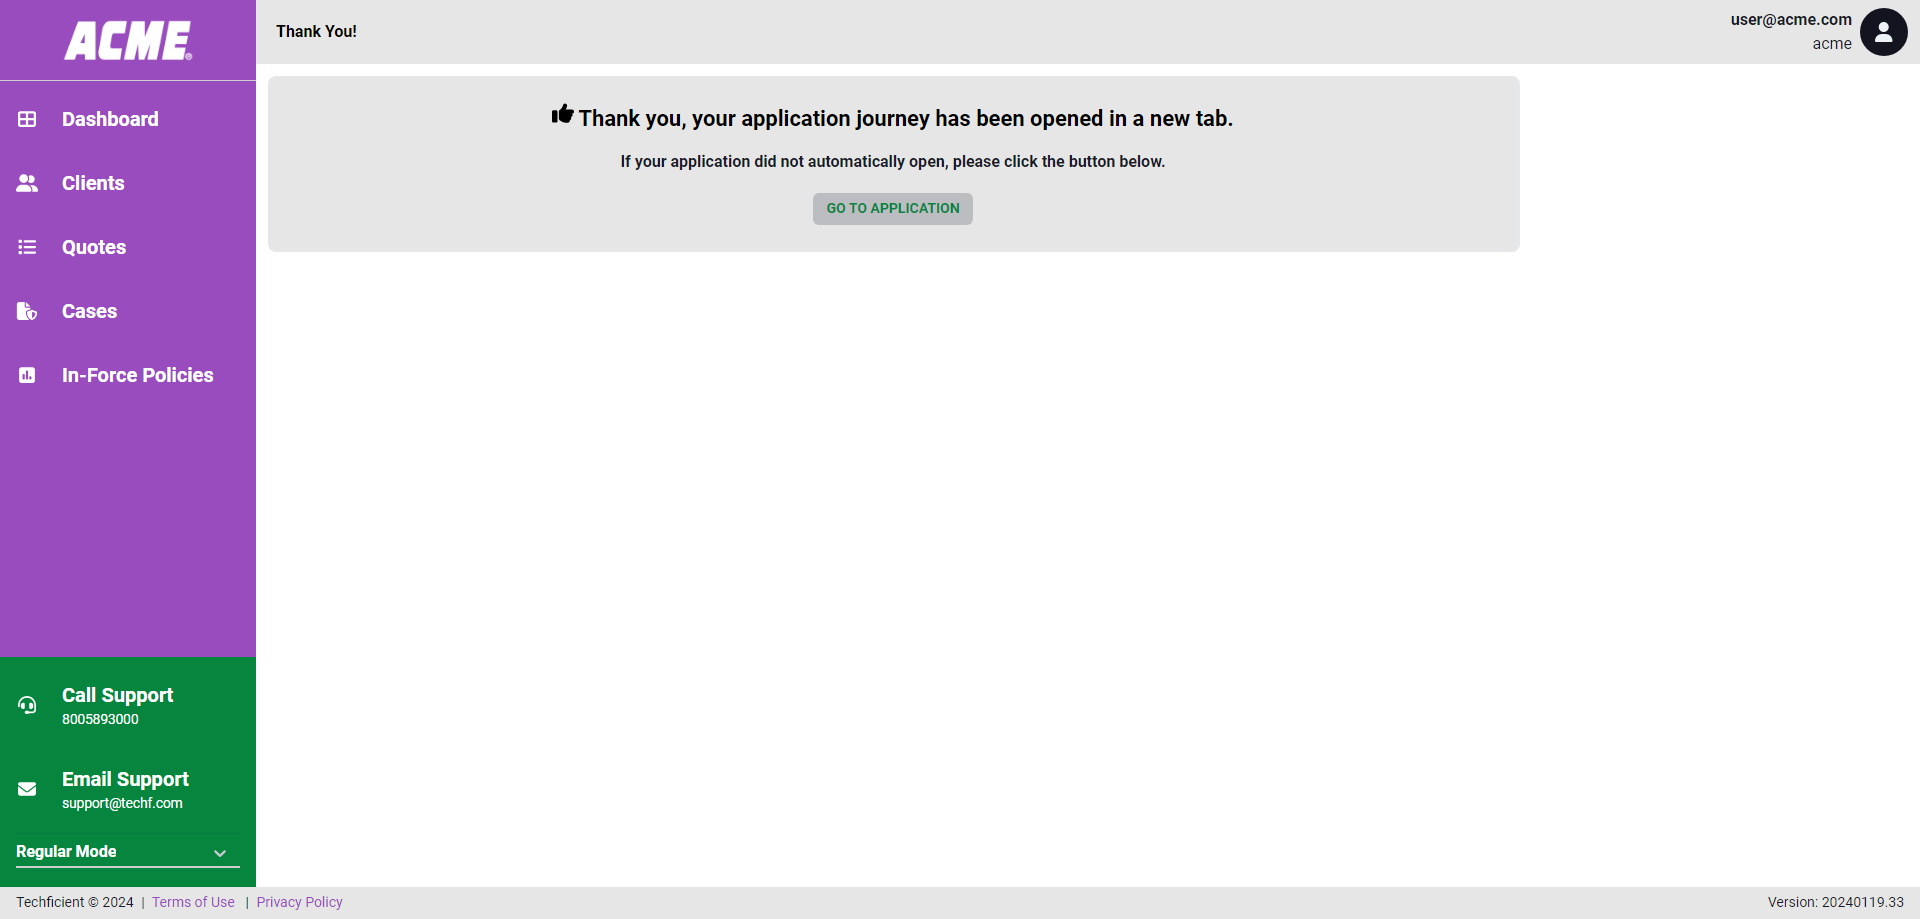 ACME®
Thank You!
user@acme.com
acme
Dashboard
Clients
Quotes
Cases
In-Force Policies
Thank you, your application journey has been opened in a new tab.
If your application did not automatically open, please click the button below.
GO TO APPLICATION
Call Support
8005893000
Email Support
support@techf.com
Regular Mode
Techficient © 2024 | Terms of Use | Privacy Policy
Version: 20240119.33